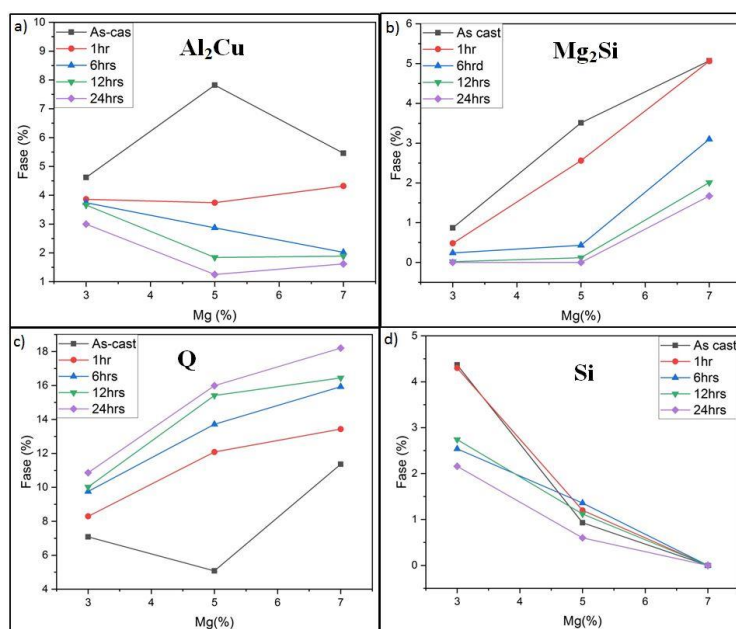 a)
Al₂Cu
As-cas
1hr
6hrs
12hrs
24hrs
Fase (%)
10
9
8
7
6
5
4
3
2
1
3 4 5 6 7
Mg (%)
b)
Mg₂Si
As cast
1hr
6hrd
12hrs
24hrs
Fase (%)
6
5
4
3
2
1
0
3 4 5 6 7
Mg(%)
c)
Q
As-cast
1hr
6hrs
12hrs
24hrs
Fase (%)
18
16
14
12
10
8
6
4
3 4 5 6 7
Mg(%)
d)
Si
As cast
1hr
6hrs
12hrs
24hrs
Fase (%)
5
4
3
2
1
0
3 4 5 6 7
Mg(%)